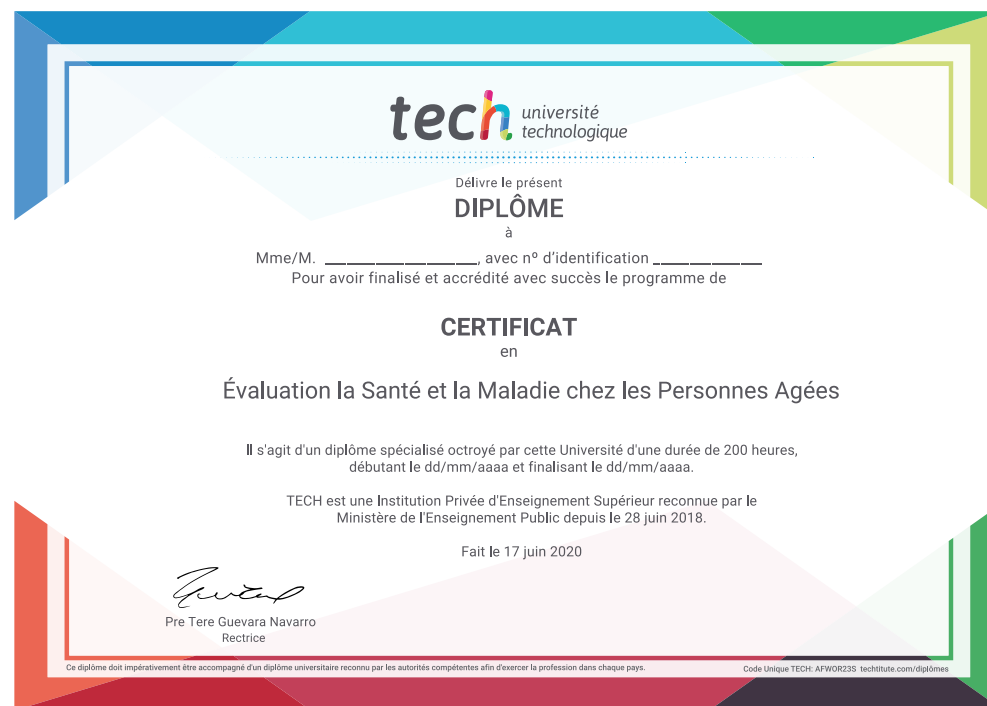 tech université
technologique
Délivre le présent
DIPLÔME
à
Mme/M. _________________, avec nº d'identification ____________
Pour avoir finalisé et accrédité avec succès le programme de
CERTIFICAT
en
Évaluation la Santé et la Maladie chez les Personnes Agées
Il s'agit d'un diplôme spécialisé octroyé par cette Université d'une durée de 200 heures,
débutant le dd/mm/aaaa et finalisant le dd/mm/aaaa.
TECH est une Institution Privée d'Enseignement Supérieur reconnue par le
Ministère de l'Enseignement Public depuis le 28 juin 2018.
Fait le 17 juin 2020
Pre Tere Guevara Navarro
Rectrice
Ce diplôme doit impérativement être accompagné d'un diplôme universitaire reconnu par les autorités compétentes afin d'exercer la profession dans chaque pays.
Code Unique TECH: AFWOR23S techtitute.com/diplômes